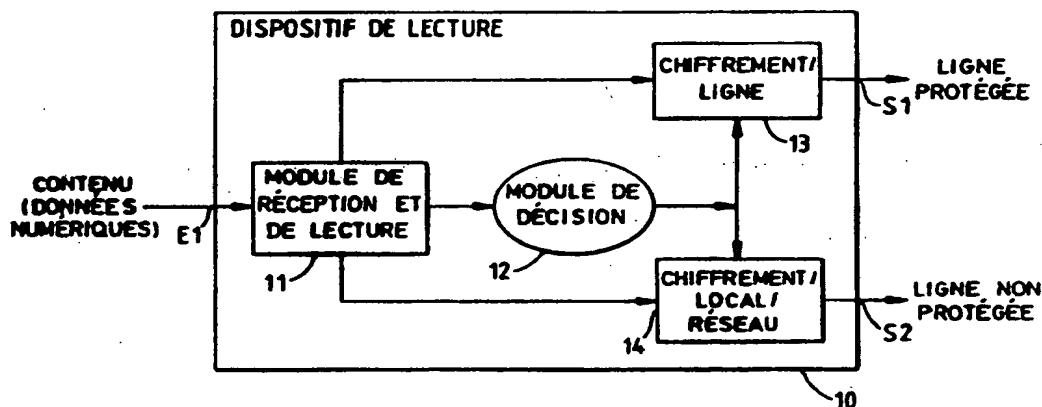 DISPOSITIF DE LECTURE
CHIFFREMENT/
LIGNE
13
S1
LIGNE
PROTÉGÉE
CONTENU
(DONNÉES
NUMÉRIQUES)
E1
MODULE DE
RÉCEPTION ET
DE LECTURE
11
MODULE DE
DÉCISION
12
CHIFFREMENT/
LOCAL/
RÉSEAU
14
S2
LIGNE NON
PROTÉGÉE
10